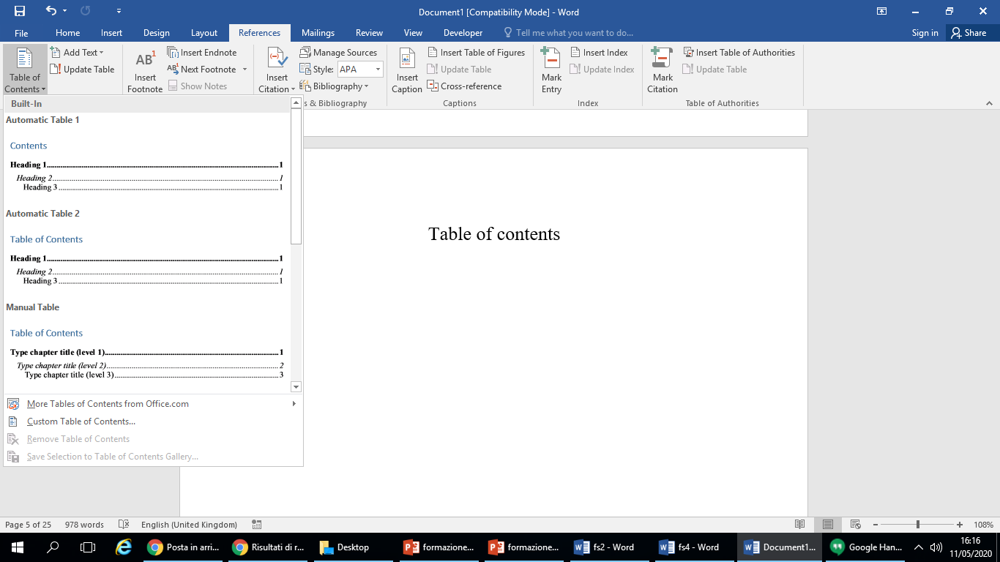 Document1 [Compatibility Mode] - Word
File Home Insert Design Layout References Mailings Review View Developer Tell me what you want to do... Sign in Share
Table of Contents
Add Text
Update Table
AB1
Insert Footnote
Insert Endnote
AB1 Next Footnote
Show Notes
Insert Citation
Manage Sources
Style: APA
Bibliography
s & Bibliography
Insert Caption
Insert Table of Figures
Update Table
Cross-reference
Captions
Mark Entry
Insert Index
Update Index
Index
Mark Citation
Insert Table of Authorities
Update Table
Table of Authorities
Built-In
Automatic Table 1
Contents
Heading 1 1
Heading 2 1
Heading 3 1
Automatic Table 2
Table of Contents
Heading 1 1
Heading 2 1
Heading 3 1
Manual Table
Table of Contents
Type chapter title (level 1) 1
Type chapter title (level 2) 2
Type chapter title (level 3) 3
More Tables of Contents from Office.com
Custom Table of Contents...
Remove Table of Contents
Save Selection to Table of Contents Gallery...
Table of contents
Page 5 of 25 978 words English (United Kingdom) 108%
Posta in arri... Risultati di r... Desktop formazione... formazione... fs2 - Word fs4 - Word Document1... Google Han... 16:16
11/05/2020